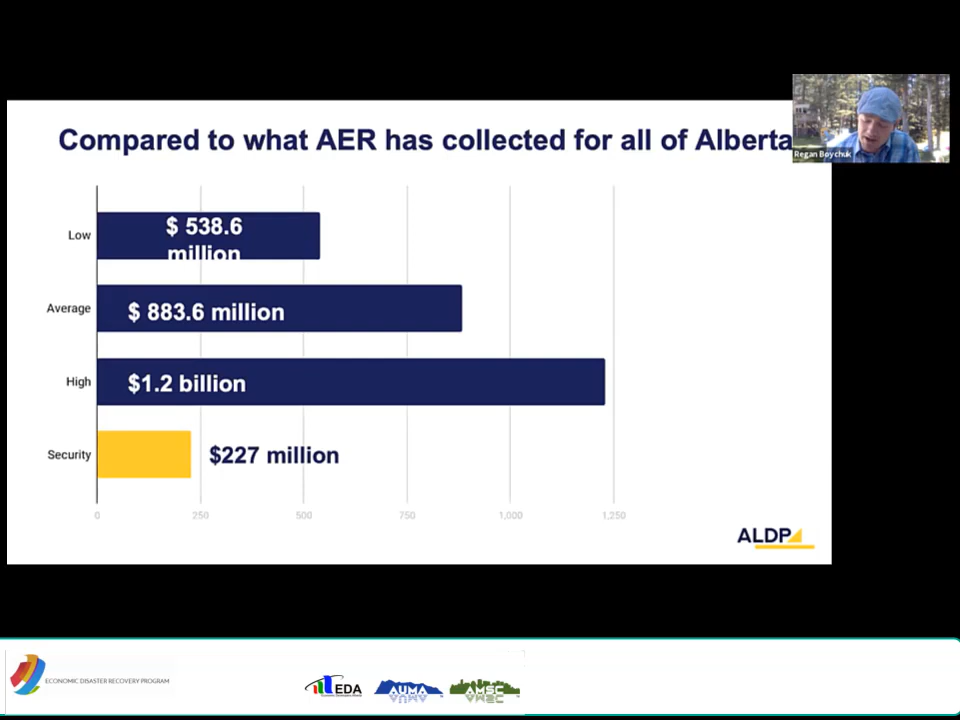 Compared to what AER has collected for all of Alberta
Regan Boychuk
Low
$ 538.6
million
Average
$ 883.6 million
High
$1.2 billion
Security
$227 million
0
250
500
750
1,000
1,250
ALDP
ECONOMIC DISASTER RECOVERY PROGRAM
EDA
AUMA
AMSC